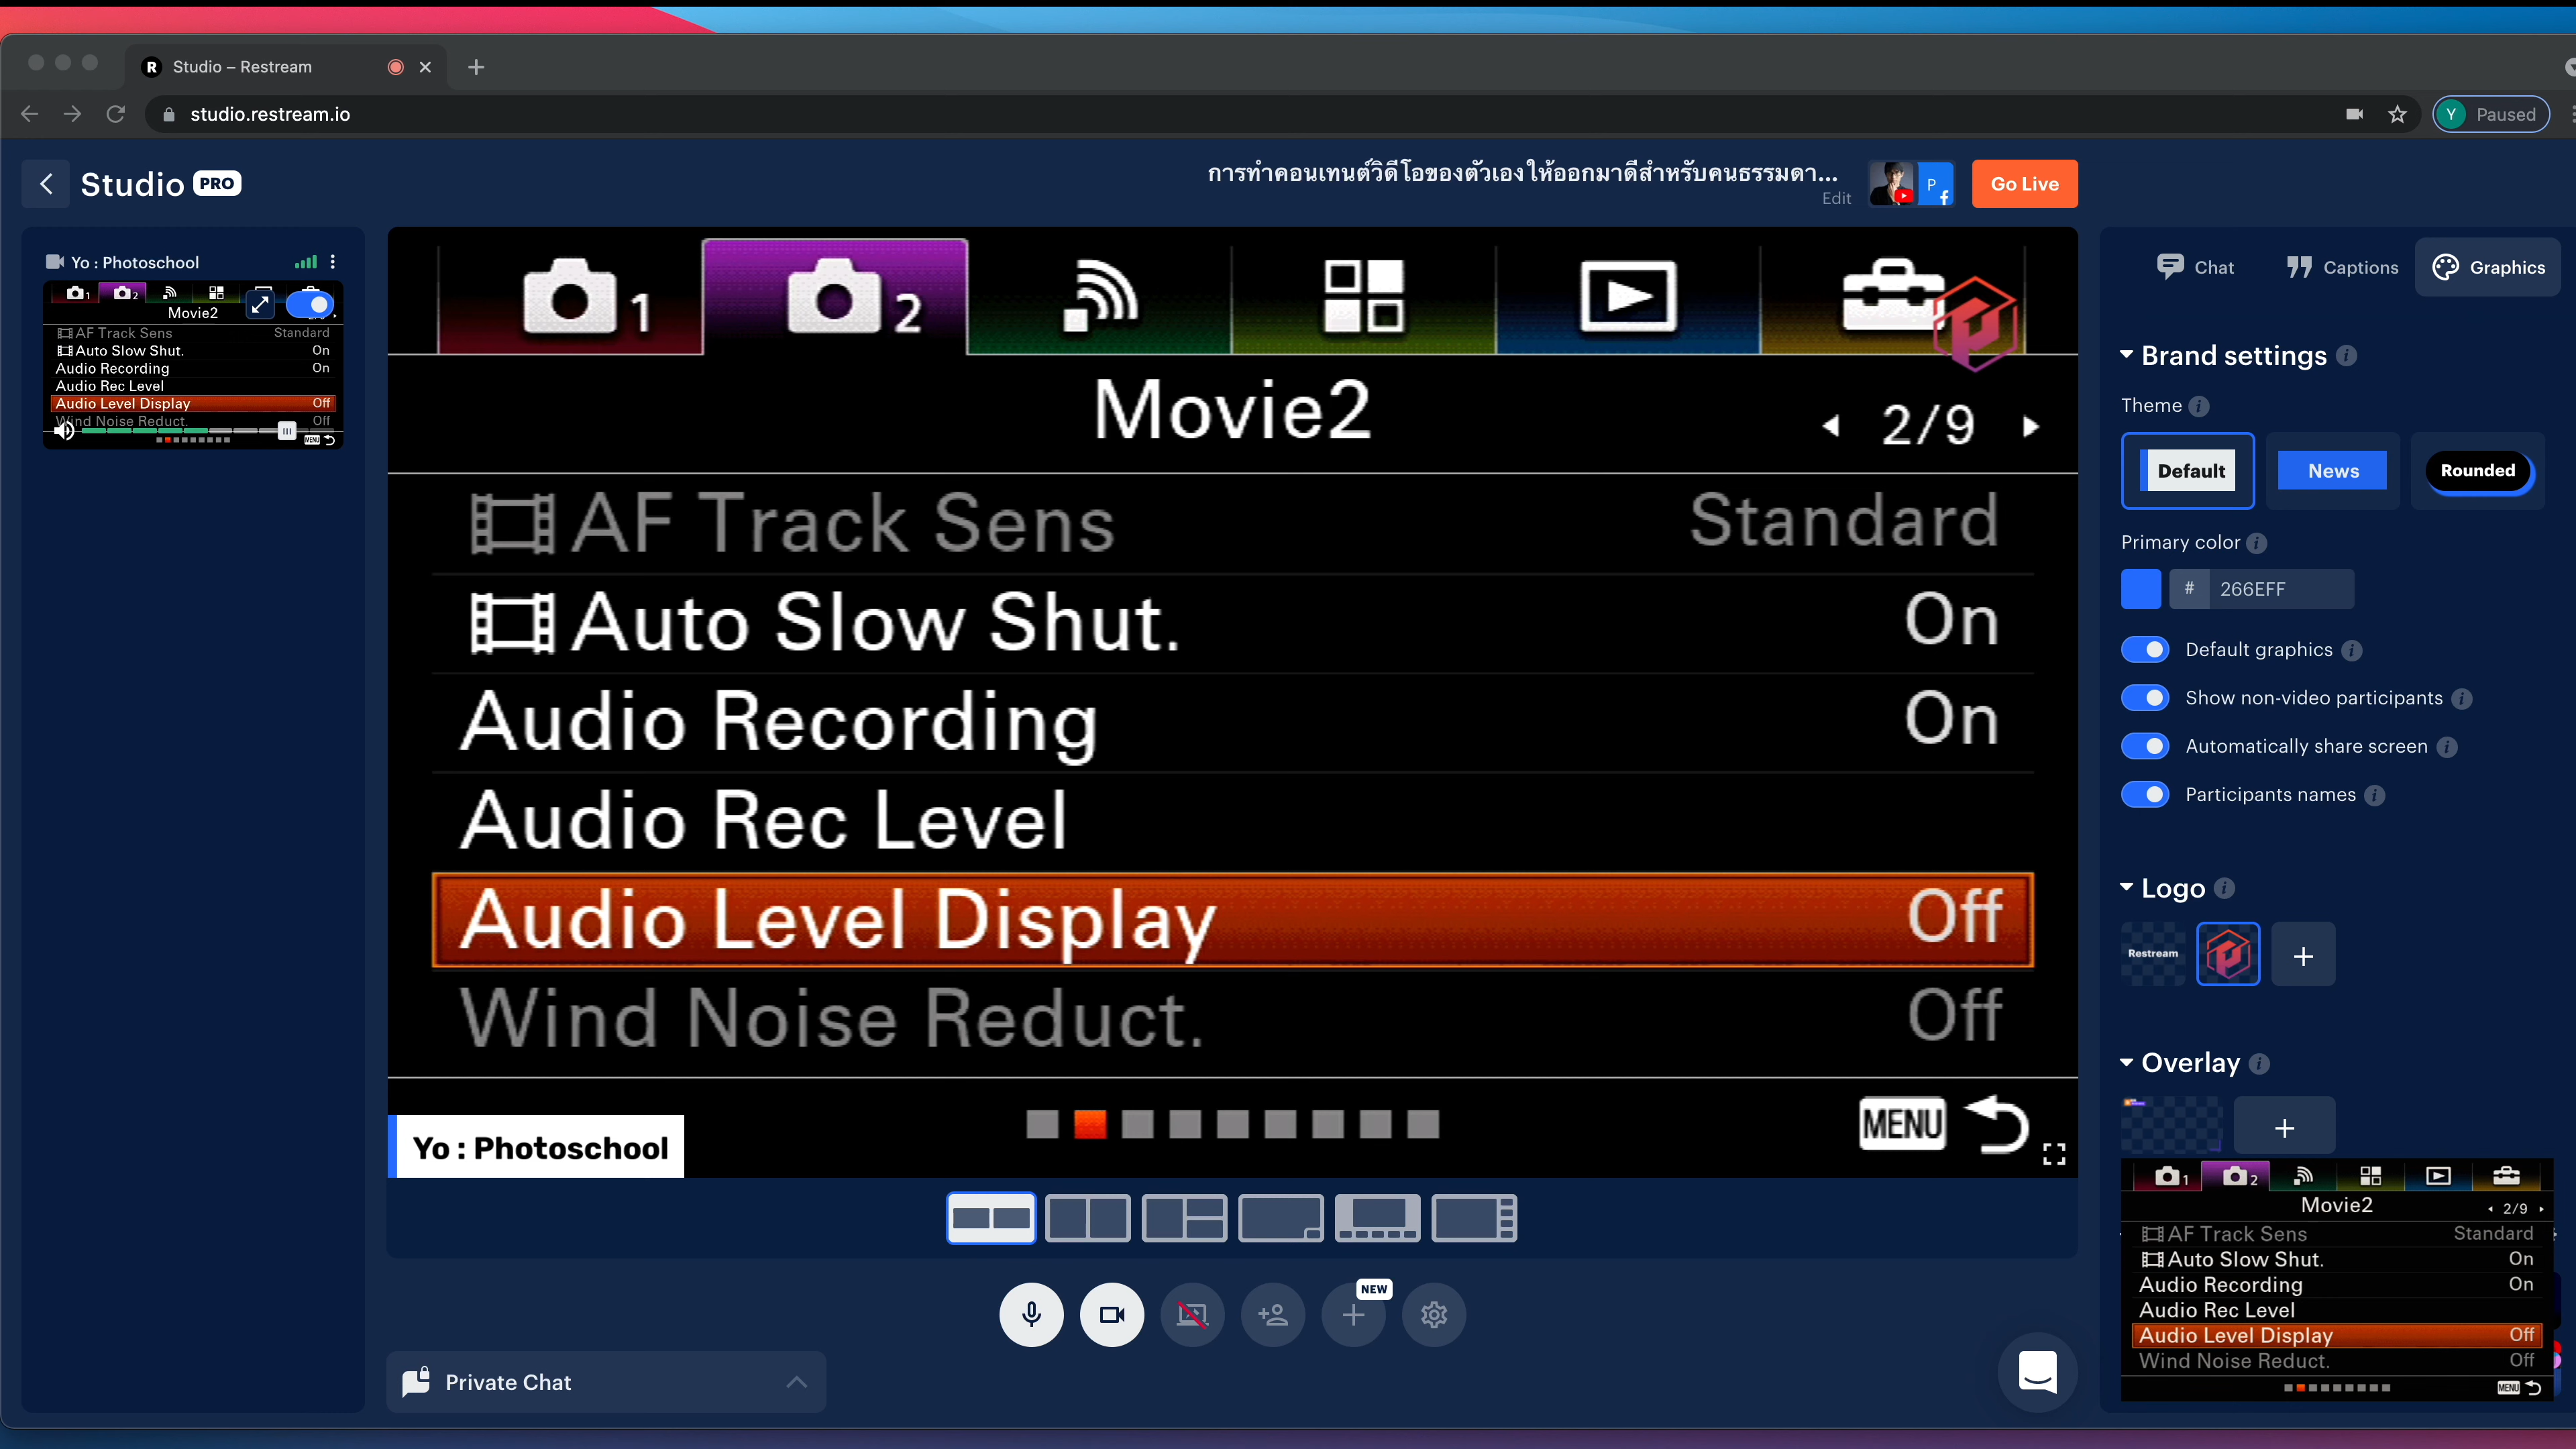 Studio – Restream
studio.restream.io
Y Paused
Studio PRO
การทำคอนเทนต์วิดีโอของตัวเองให้ออกมาดีสำหรับคนธรรมดา...
Edit
P
Go Live
Yo : Photoschool
1 2
Movie2
AF Track Sens Standard
Auto Slow Shut. On
Audio Recording On
Audio Rec Level
Audio Level Display Off
Wind Noise Reduct. Off
MENU
1 2
Movie2
2/9
AF Track Sens Standard
Auto Slow Shut. On
Audio Recording On
Audio Rec Level
Audio Level Display Off
Wind Noise Reduct. Off
MENU
Yo : Photoschool
NEW
Private Chat
Chat Captions Graphics
Brand settings
Theme
Default News Rounded
Primary color
# 266EFF
Default graphics
Show non-video participants
Automatically share screen
Participants names
Logo
Restream
Overlay
1 2
Movie2
2/9
AF Track Sens Standard
Auto Slow Shut. On
Audio Recording On
Audio Rec Level
Audio Level Display Off
Wind Noise Reduct. Off
MENU